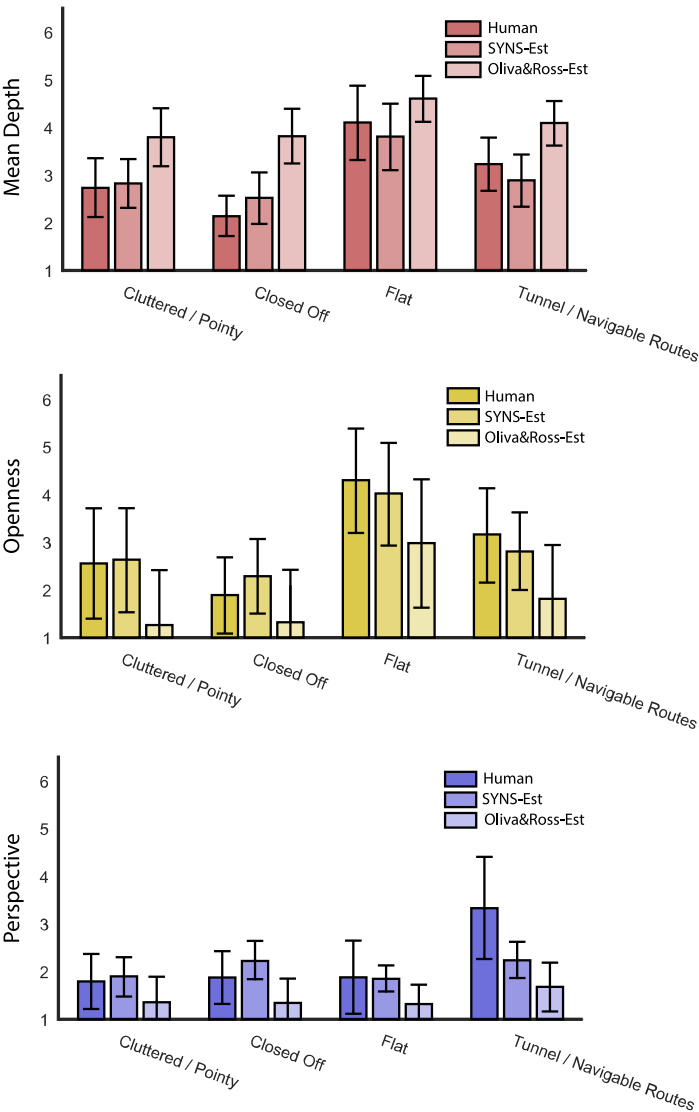 6
5
4
3
2
1
Mean Depth
Human
SYNS-Est
Oliva&Ross-Est
Cluttered / Pointy
Closed Off
Flat
Tunnel / Navigable Routes
6
5
4
3
2
1
Openness
Human
SYNS-Est
Oliva&Ross-Est
Cluttered / Pointy
Closed Off
Flat
Tunnel / Navigable Routes
6
5
4
3
2
1
Perspective
Human
SYNS-Est
Oliva&Ross-Est
Cluttered / Pointy
Closed Off
Flat
Tunnel / Navigable Routes